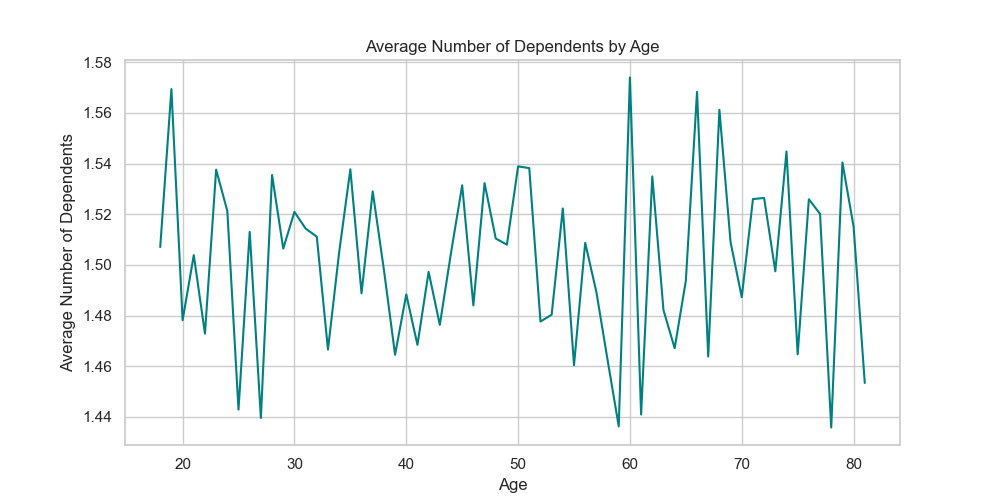 Average Number of Dependents by Age
1.58
1.56
1.54
1.52
1.50
1.48
1.46
1.44
Average Number of Dependents
20 30 40 50 60 70 80
Age